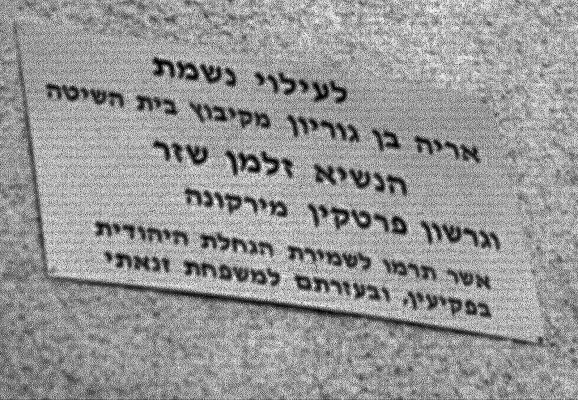 לעילוי נשמת
אריה בן גוריון מקיבוץ בית השיטה
הנשיא זלמן שזר
וגרשון פרטקין מירקונה
אשר תרמו לשמירת הנחלת היהודית
בפקיעין, ובעזרתם למשפחת זנאתי